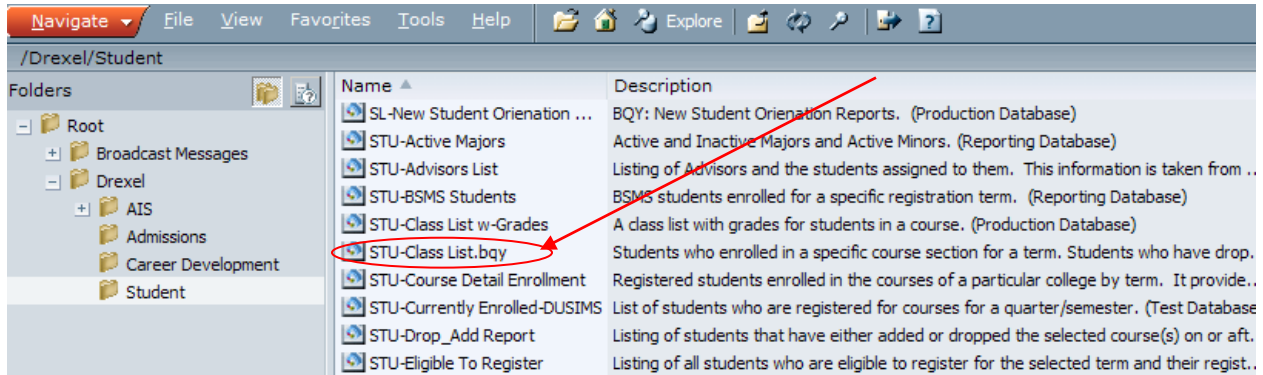 Navigate File View Favorites Tools Help Explore
/Drexel/Student
Folders
Root
Broadcast Messages
Drexel
AIS
Admissions
Career Development
Student
Name Description
SL-New Student Orienation ... BQY: New Student Orienation Reports. (Production Database)
STU-Active Majors Active and Inactive Majors and Active Minors. (Reporting Database)
STU-Advisors List Listing of Advisors and the students assigned to them. This information is taken from ..
STU-BSMS Students BSMS students enrolled for a specific registration term. (Reporting Database)
STU-Class List w-Grades A class list with grades for students in a course. (Production Database)
STU-Class List.bqy Students who enrolled in a specific course section for a term. Students who have drop.
STU-Course Detail Enrollment Registered students enrolled in the courses of a particular college by term. It provide..
STU-Currently Enrolled-DUSIMS List of students who are registered for courses for a quarter/semester. (Test Database
STU-Drop_Add Report Listing of students that have either added or dropped the selected course(s) on or aft.
STU-Eligible To Register Listing of all students who are eligible to register for the selected term and their regist..